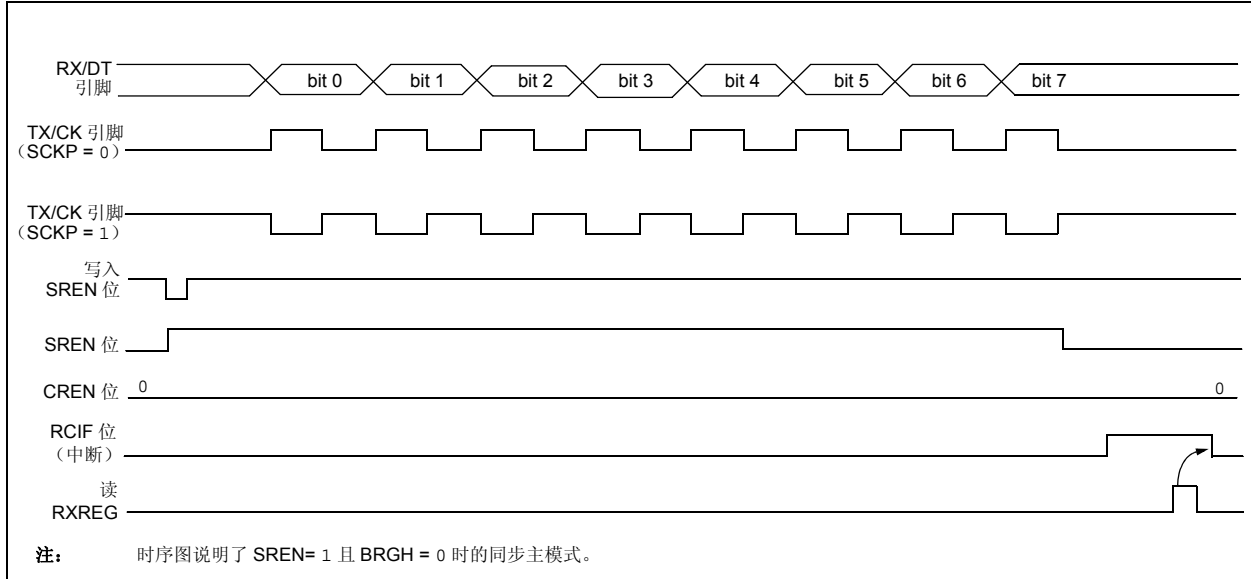 RX/DT
引脚
bit 0 bit 1 bit 2 bit 3 bit 4 bit 5 bit 6 bit 7
TX/CK 引脚
（SCKP = 0）
TX/CK 引脚
（SCKP = 1）
写入
SREN 位
SREN 位
CREN 位 0 0
RCIF 位
（中断）
读
RXREG
注： 时序图说明了 SREN= 1 且 BRGH = 0 时的同步主模式。